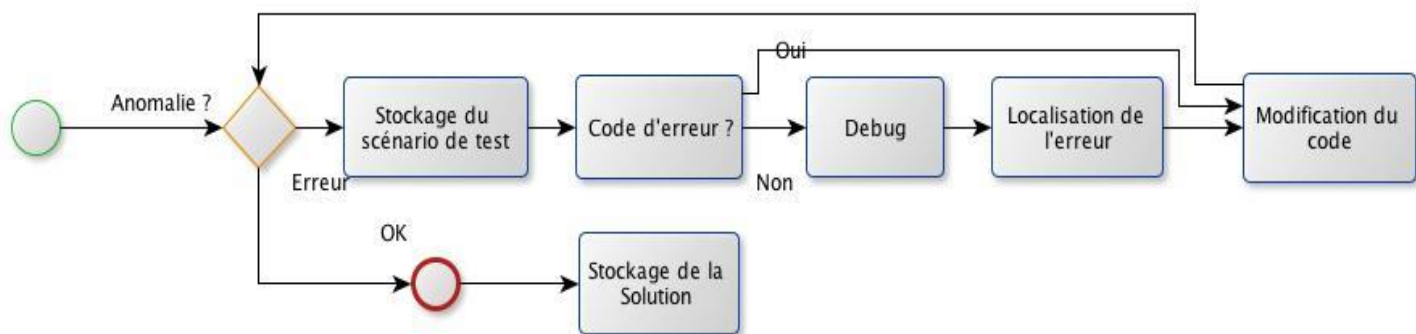 Oui
Anomalie ?
Stockage du
scénario de test
Code d'erreur ?
Debug
Localisation de
l'erreur
Modification du
code
Erreur
Non
OK
Stockage de la
Solution